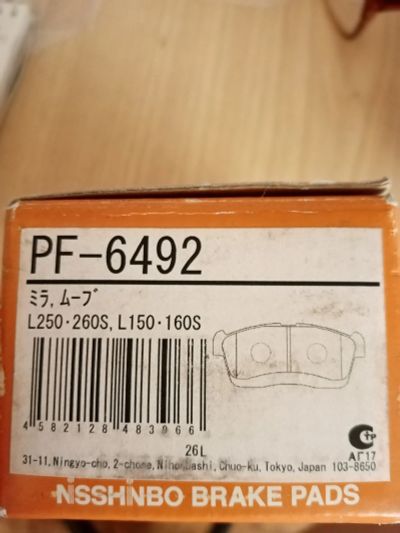 PF-6492
ミラ,ムーブ
L250·260S, L150·160S
4 582128 483966
26L
АГ17
31-11, Ningyo-cho, 2-chome, Nihonbashi, Chuo-Ku, Tokyo, Japan 103-8650
NISSHINBO BRAKE PADS